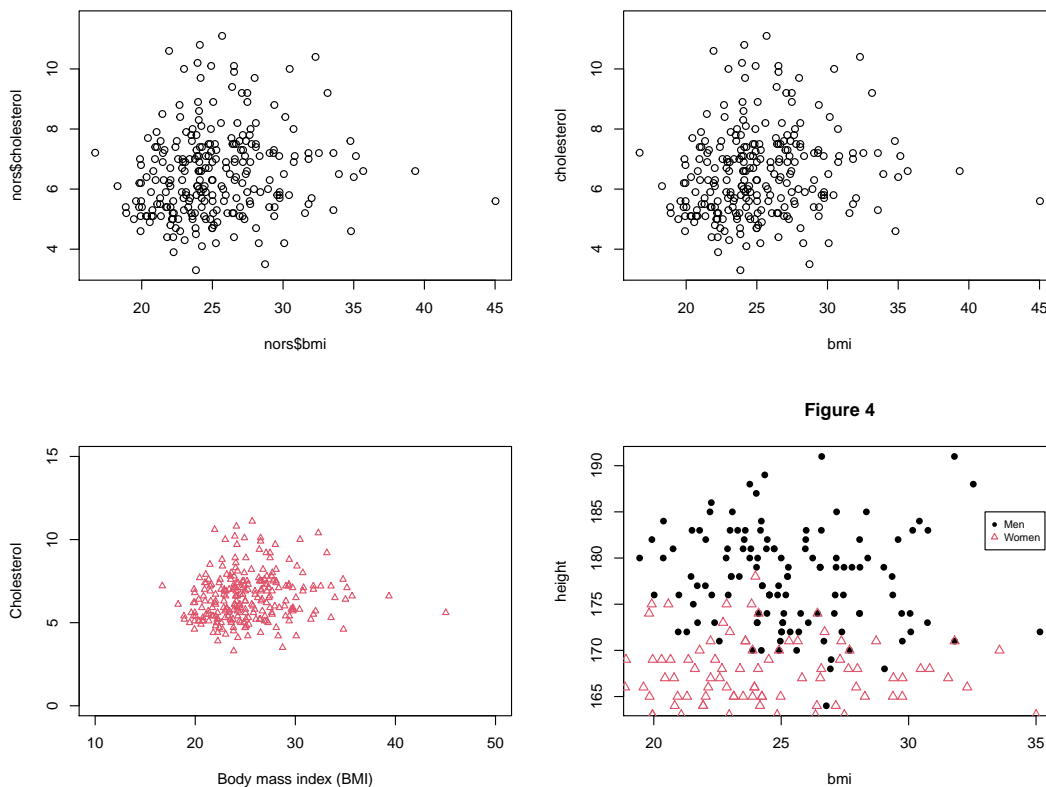 nors$cholesterol
4 6 8 10
20 25 30 35 40 45
nors$bmi
cholesterol
4 6 8 10
20 25 30 35 40 45
bmi
Cholesterol
0 5 10 15
10 20 30 40 50
Body mass index (BMI)
Figure 4
height
165 170 175 180 185 190
Men
Women
20 25 30 35
bmi